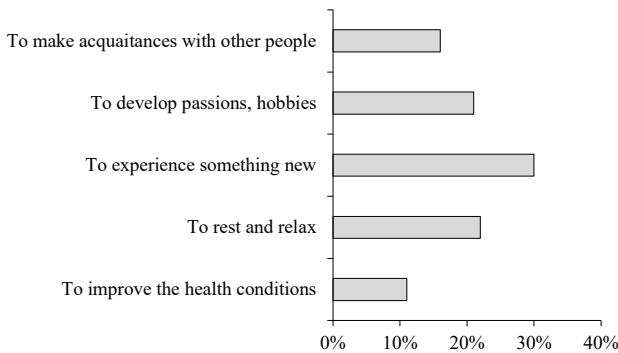 To make acquaitances with other people
To develop passions, hobbies
To experience something new
To rest and relax
To improve the health conditions
0% 10% 20% 30% 40%